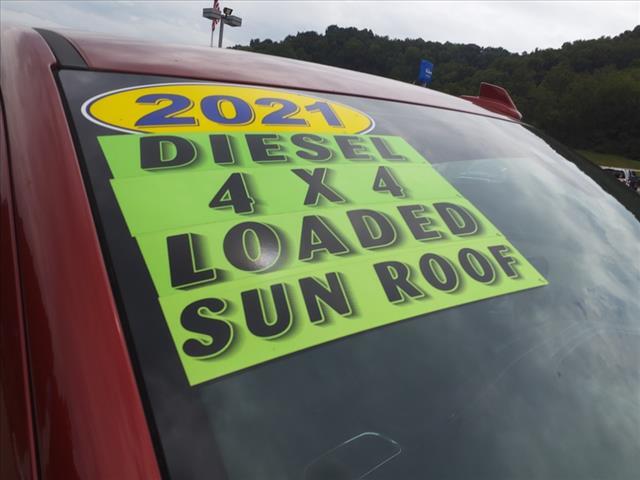 2021
DIESEL
4 X 4
LOADED
SUN ROOF